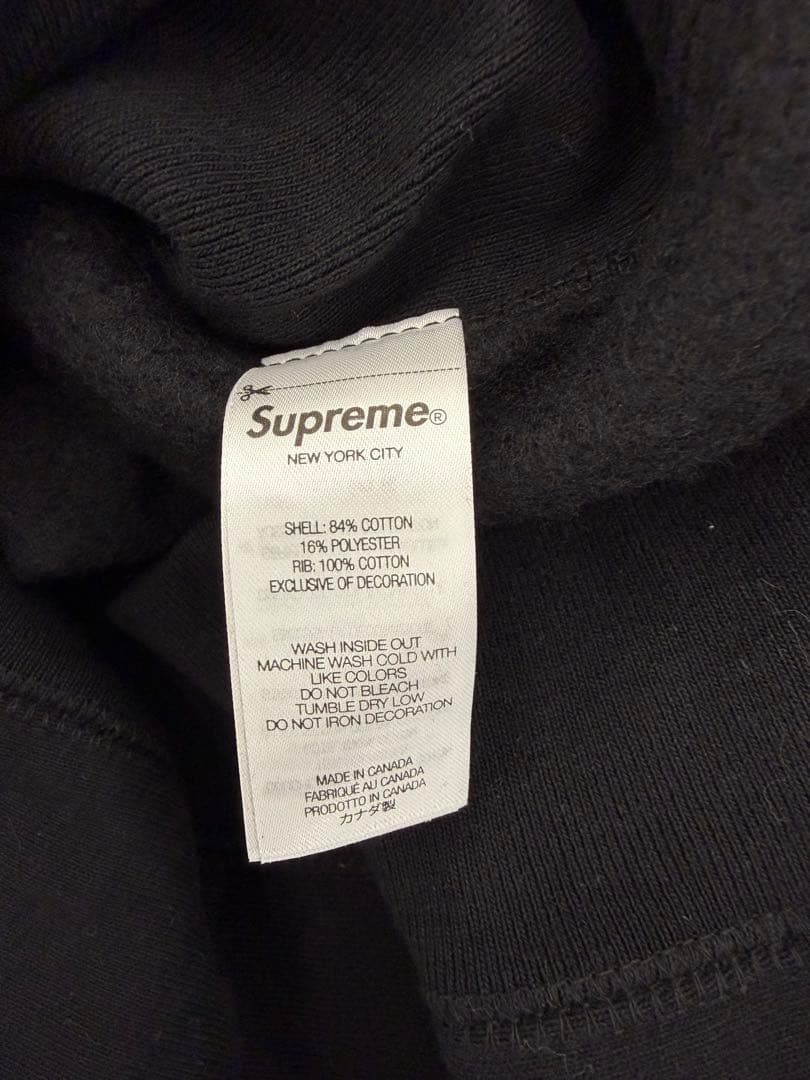 Supreme®
NEW YORK CITY
SHELL: 84% COTTON
16% POLYESTER
RIB: 100% COTTON
EXCLUSIVE OF DECORATION
WASH INSIDE OUT
MACHINE WASH COLD WITH
LIKE COLORS
DO NOT BLEACH
TUMBLE DRY LOW
DO NOT IRON DECORATION
MADE IN CANADA
FABRIQUÉ AU CANADA
PRODOTTO IN CANADA
カナダ製